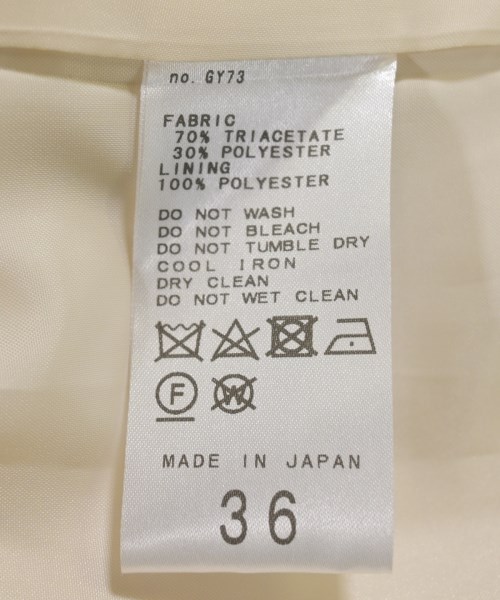 no. GY73
FABRIC
70% TRIACETATE
30% POLYESTER
LINING
100% POLYESTER
DO NOT WASH
DO NOT BLEACH
DO NOT TUMBLE DRY
COOL IRON
DRY CLEAN
DO NOT WET CLEAN
F W
MADE IN JAPAN
36